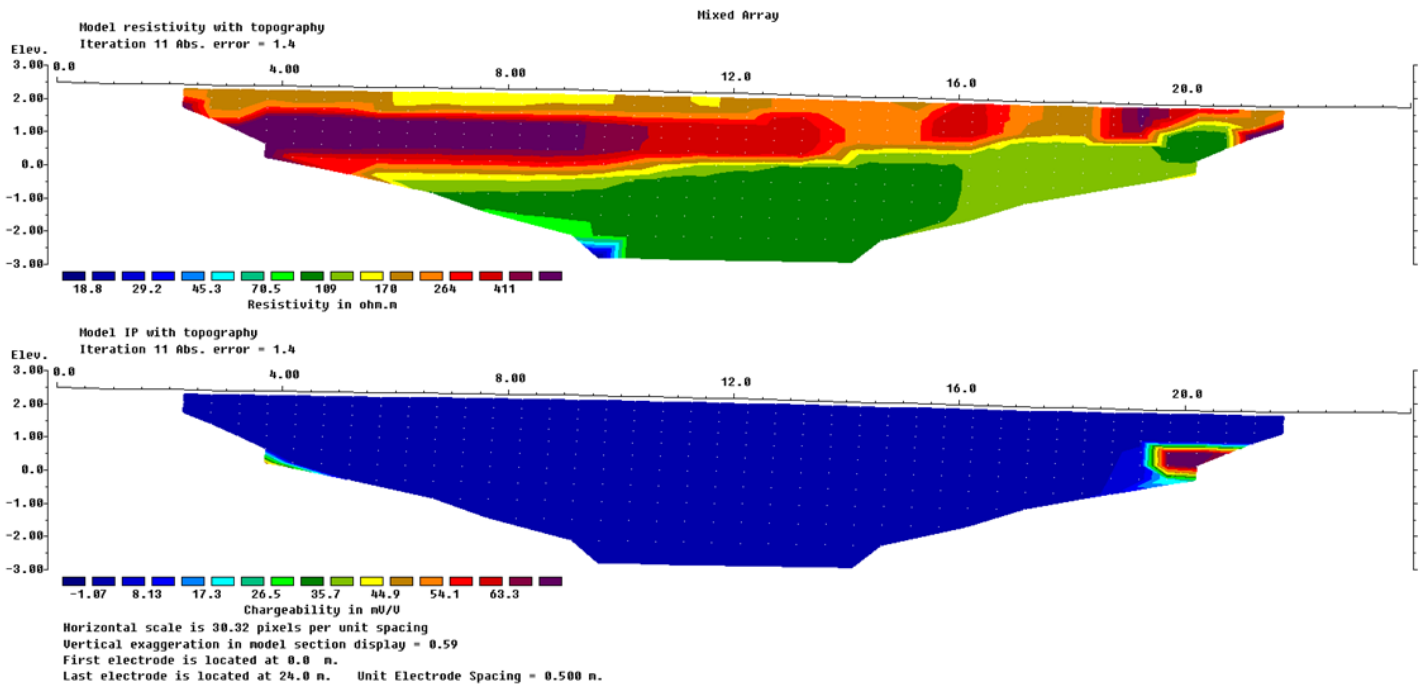 Mixed Array
Model resistivity with topography
Iteration 11 Abs. error = 1.4
Elev.
0.0 4.00 8.00 12.0 16.0 20.0
3.00
2.00
1.00
0.0
-1.00
-2.00
-3.00
18.8 29.2 45.3 70.5 109 170 264 411
Resistivity in ohm.m
Model IP with topography
Iteration 11 Abs. error = 1.4
Elev.
0.0 4.00 8.00 12.0 16.0 20.0
3.00
2.00
1.00
0.0
-1.00
-2.00
-3.00
-1.07 8.13 17.3 26.5 35.7 44.9 54.1 63.3
Chargeability in mV/V
Horizontal scale is 30.32 pixels per unit spacing
Vertical exaggeration in model section display = 0.59
First electrode is located at 0.0 m.
Last electrode is located at 24.0 m. Unit Electrode Spacing = 0.500 m.